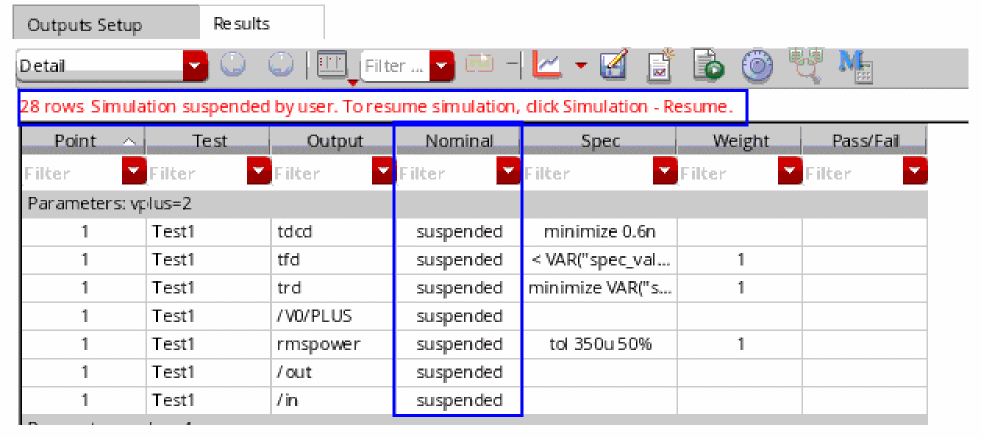 Outputs Setup Results
Detail Filter ...
28 rows Simulation suspended by user. To resume simulation, click Simulation - Resume.
Point Test Output Nominal Spec Weight Pass/Fail
Filter Filter Filter Filter Filter Filter Filter
Parameters: vplus=2
1 Test1 tdcd suspended minimize 0.6n
1 Test1 tfd suspended < VAR("spec_val... 1
1 Test1 trd suspended minimize VAR("s... 1
1 Test1 /V0/PLUS suspended
1 Test1 rmspower suspended tol 350u 50% 1
1 Test1 /out suspended
1 Test1 /in suspended